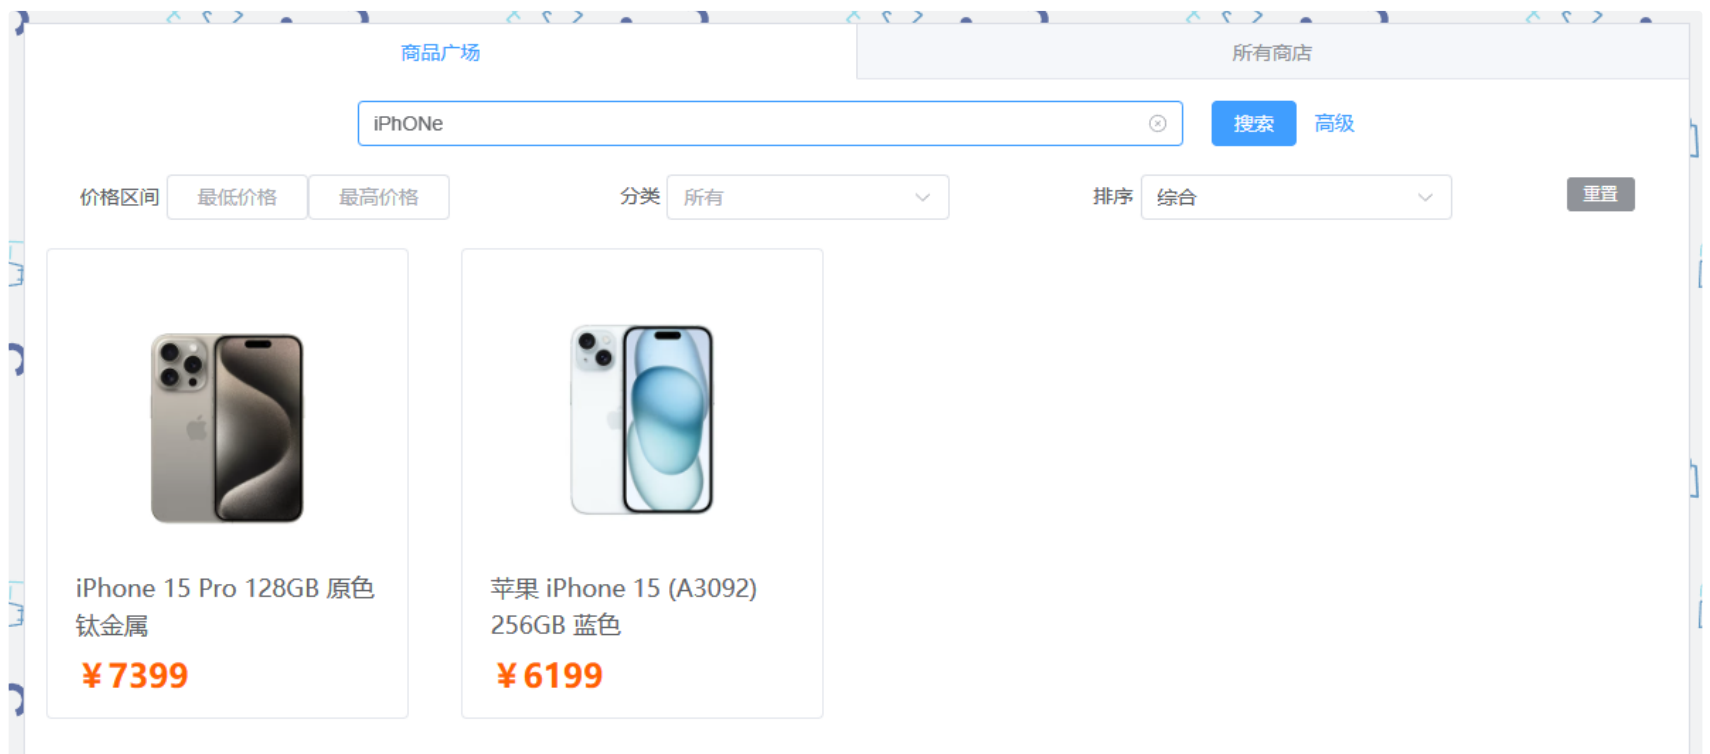 商品广场
所有商店
iPhONe
搜索
高级
价格区间
最低价格
最高价格
分类
所有
排序
综合
重置
iPhone 15 Pro 128GB 原色
钛金属
￥7399
苹果 iPhone 15 (A3092)
256GB 蓝色
￥6199